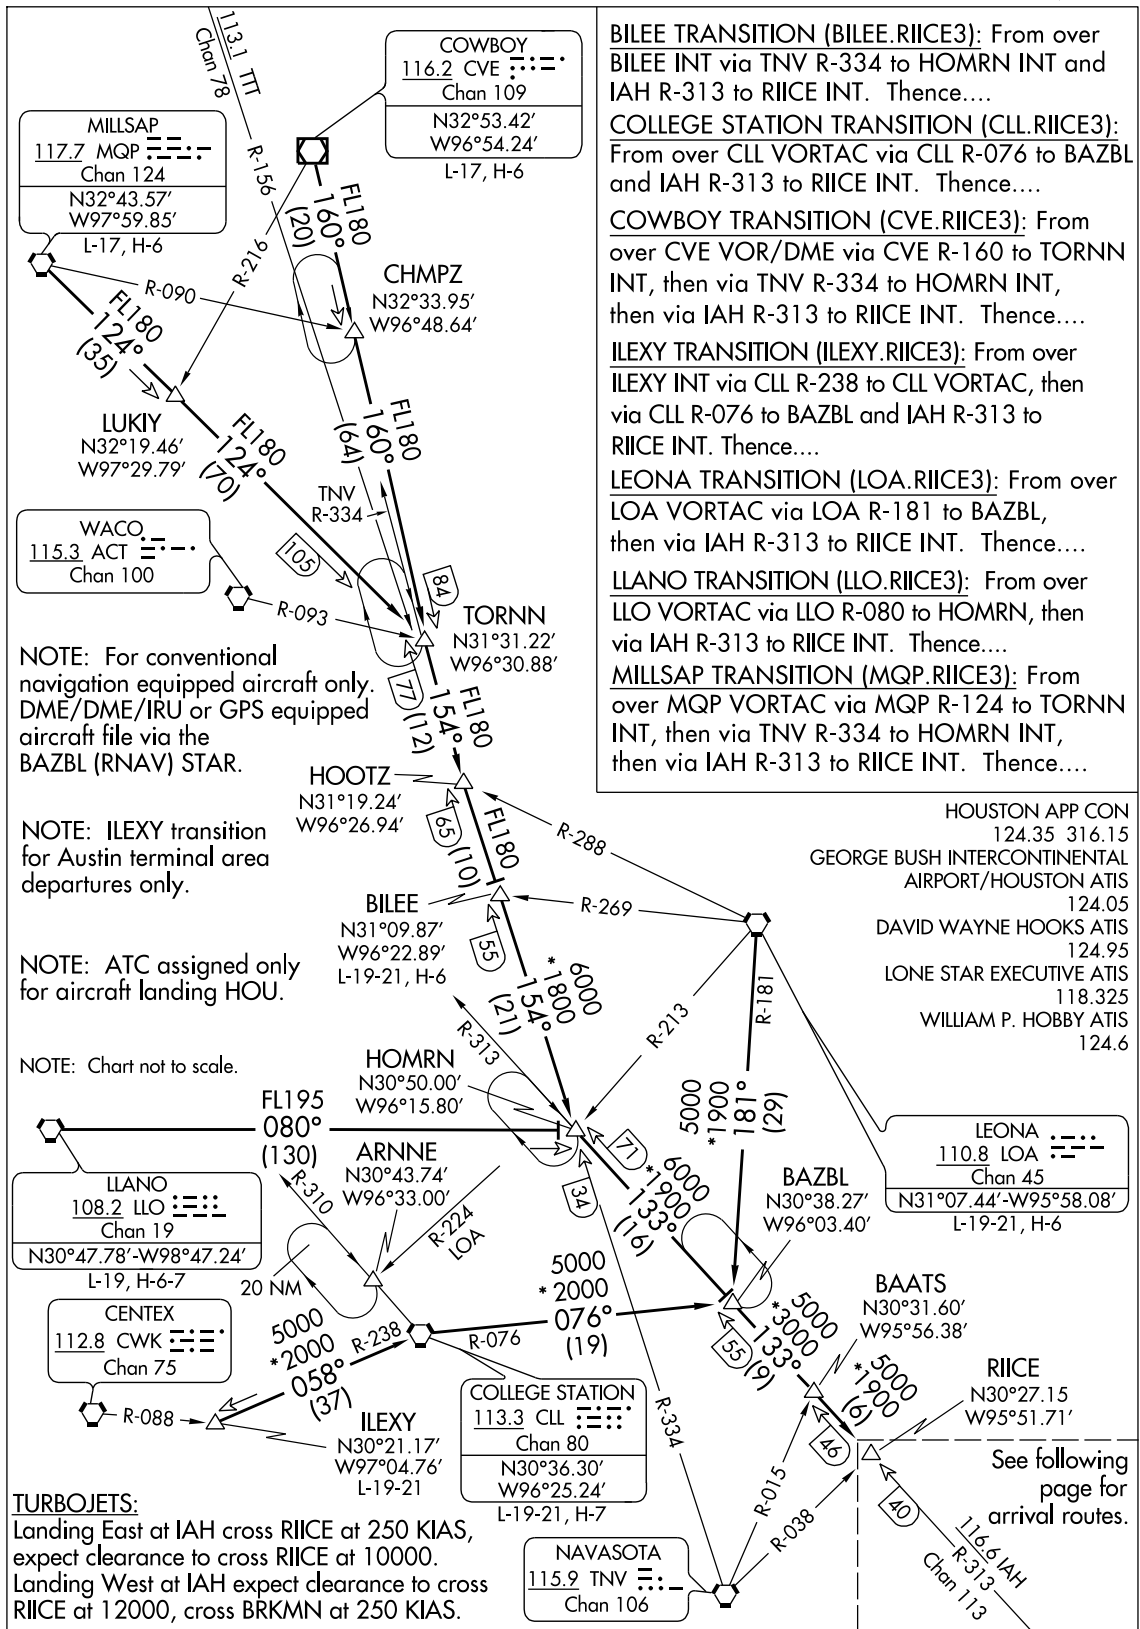 113.1 TTT
Chan 78
COWBOY
116.2 CVE
Chan 109
N32°53.42′
W96°54.24′
L-17, H-6
MILLSAP
117.7 MQP
Chan 124
N32°43.57′
W97°59.85′
L-17, H-6
R-156
R-216
R-090
FL180
160°
(20)
CHMPZ
N32°33.95′
W96°48.64′
FL180
124°
(35)
LUKIY
N32°19.46′
W97°29.79′
FL180
124°
(70)
FL180
160°
(64)
TNV
R-334
WACO
115.3 ACT
Chan 100
105
84
R-093
TORNN
N31°31.22′
W96°30.88′
NOTE: For conventional
navigation equipped aircraft only.
DME/DME/IRU or GPS equipped
aircraft file via the
BAZBL (RNAV) STAR.
77
FL180
154°
(12)
HOOTZ
N31°19.24′
W96°26.94′
NOTE: ILEXY transition
for Austin terminal area
departures only.
65
FL180
(10)
R-288
BILEE
N31°09.87′
W96°22.89′
L-19-21, H-6
R-269
55
NOTE: ATC assigned only
for aircraft landing HOU.
6000
*1800
154°
(21)
R-181
R-213
R-313
NOTE: Chart not to scale.
HOMRN
N30°50.00′
W96°15.80′
FL195
080°
(130)
ARNNE
N30°43.74′
W96°33.00′
5000
*1900
181°
(29)
LEONA
110.8 LOA
Chan 45
N31°07.44′-W95°58.08′
L-19-21, H-6
LLANO
108.2 LLO
Chan 19
N30°47.78′-W98°47.24′
L-19, H-6-7
R-310
R-224
LOA
34
71
6000
*1900
133°
(16)
BAZBL
N30°38.27′
W96°03.40′
20 NM
CENTEX
112.8 CWK
Chan 75
5000
*2000
058°
(37)
R-238
R-076
5000
*2000
076°
(19)
BAATS
N30°31.60′
W95°56.38′
55
5000
*3000
133°
(9)
5000
*1900
(6)
RIICE
N30°27.15
W95°51.71′
R-088
ILEXY
N30°21.17′
W97°04.76′
L-19-21
COLLEGE STATION
113.3 CLL
Chan 80
N30°36.30′
W96°25.24′
L-19-21, H-7
R-334
46
R-015
R-038
40
See following
page for
arrival routes.
116.6 IAH
R-313
Chan 113
NAVASOTA
115.9 TNV
Chan 106
TURBOJETS:
Landing East at IAH cross RIICE at 250 KIAS,
expect clearance to cross RIICE at 10000.
Landing West at IAH expect clearance to cross
RIICE at 12000, cross BRKMN at 250 KIAS.
BILEE TRANSITION (BILEE.RIICE3): From over
BILEE INT via TNV R-334 to HOMRN INT and
IAH R-313 to RIICE INT. Thence....
COLLEGE STATION TRANSITION (CLL.RIICE3):
From over CLL VORTAC via CLL R-076 to BAZBL
and IAH R-313 to RIICE INT. Thence....
COWBOY TRANSITION (CVE.RIICE3): From
over CVE VOR/DME via CVE R-160 to TORNN
INT, then via TNV R-334 to HOMRN INT,
then via IAH R-313 to RIICE INT. Thence....
ILEXY TRANSITION (ILEXY.RIICE3): From over
ILEXY INT via CLL R-238 to CLL VORTAC, then
via CLL R-076 to BAZBL and IAH R-313 to
RIICE INT. Thence....
LEONA TRANSITION (LOA.RIICE3): From over
LOA VORTAC via LOA R-181 to BAZBL,
then via IAH R-313 to RIICE INT. Thence....
LLANO TRANSITION (LLO.RIICE3): From over
LLO VORTAC via LLO R-080 to HOMRN, then
via IAH R-313 to RIICE INT. Thence....
MILLSAP TRANSITION (MQP.RIICE3): From
over MQP VORTAC via MQP R-124 to TORNN
INT, then via TNV R-334 to HOMRN INT,
then via IAH R-313 to RIICE INT. Thence....
HOUSTON APP CON
124.35 316.15
GEORGE BUSH INTERCONTINENTAL
AIRPORT/HOUSTON ATIS
124.05
DAVID WAYNE HOOKS ATIS
124.95
LONE STAR EXECUTIVE ATIS
118.325
WILLIAM P. HOBBY ATIS
124.6